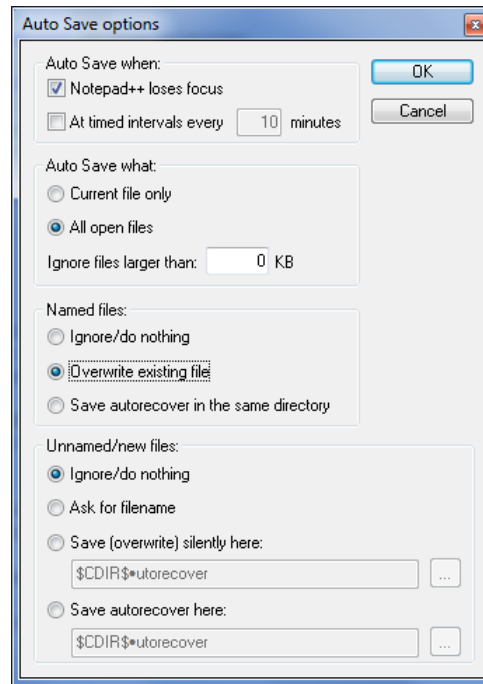 Auto Save options
Auto Save when:
Notepad++ loses focus
At timed intervals every 10 minutes
OK
Cancel
Auto Save what:
Current file only
All open files
Ignore files larger than: 0 KB
Named files:
Ignore/do nothing
Overwrite existing file
Save autorecover in the same directory
Unnamed/new files:
Ignore/do nothing
Ask for filename
Save (overwrite) silently here:
$CDIR$•utorecover
...
Save autorecover here:
$CDIR$•utorecover
...